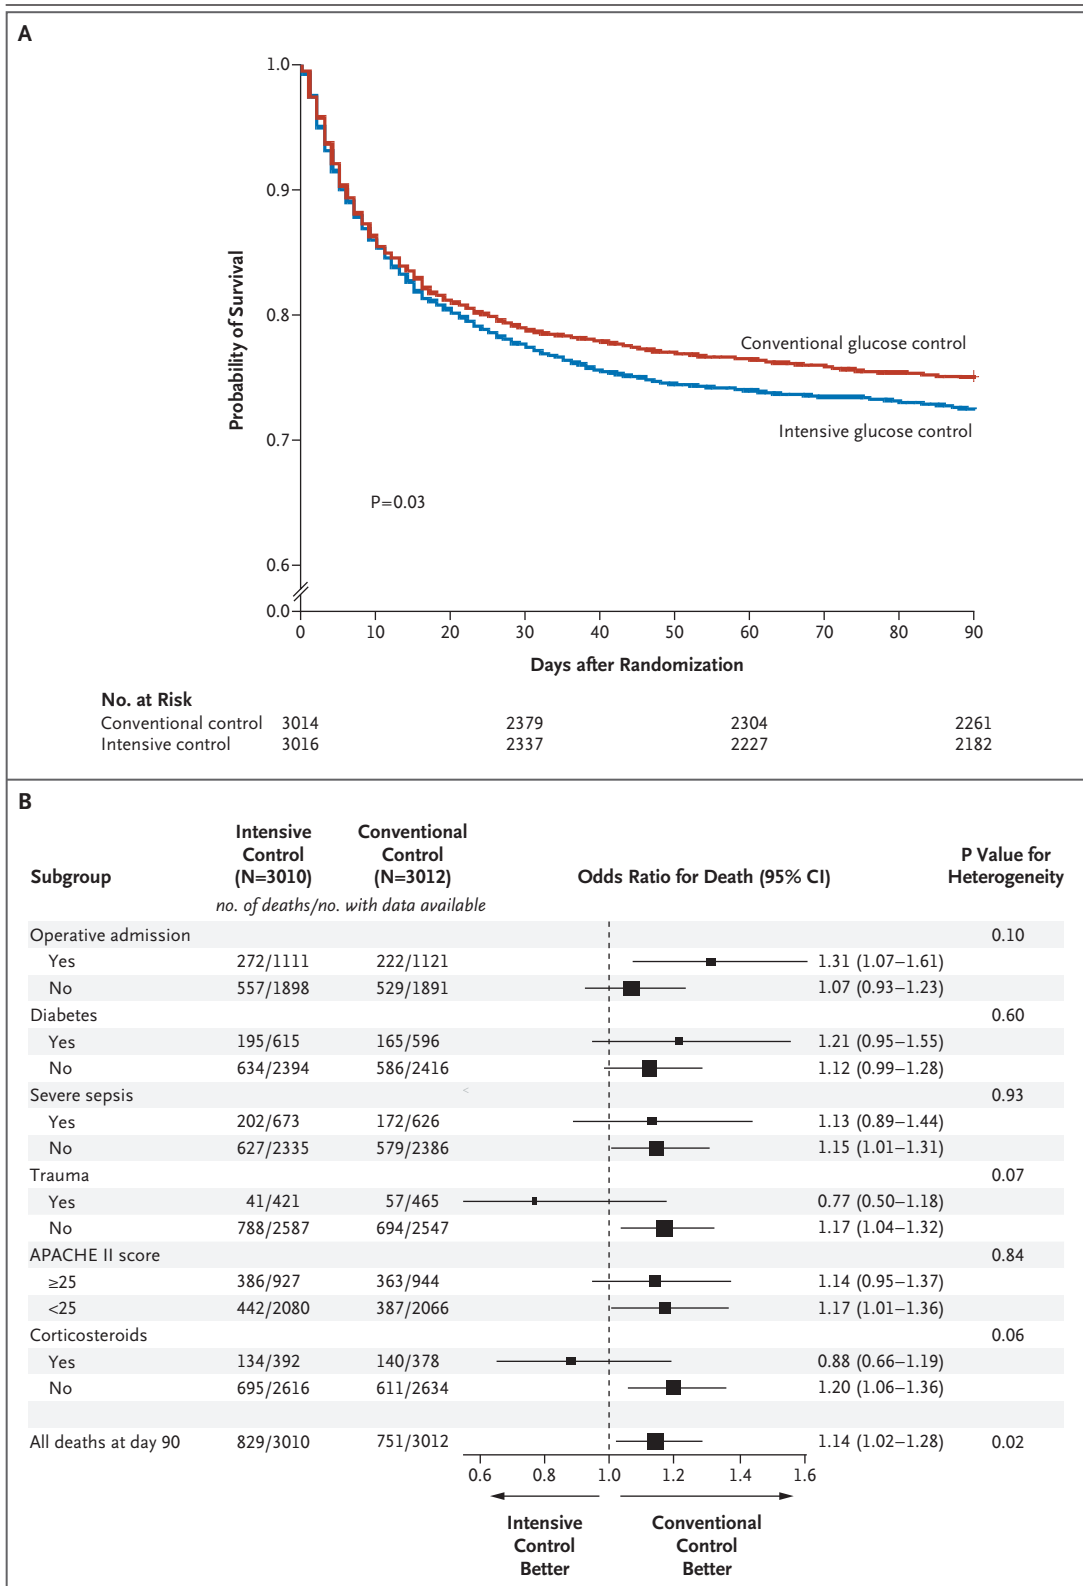 A
1.0
0.9
0.8
0.7
0.6
0.0
Probability of Survival
Conventional glucose control
Intensive glucose control
P=0.03
0 10 20 30 40 50 60 70 80 90
Days after Randomization
No. at Risk
Conventional control 3014 2379 2304 2261
Intensive control 3016 2337 2227 2182
B
Subgroup
Intensive
Control
(N=3010)
Conventional
Control
(N=3012)
Odds Ratio for Death (95% CI)
P Value for
Heterogeneity
no. of deaths/no. with data available
Operative admission 0.10
Yes 272/1111 222/1121 1.31 (1.07–1.61)
No 557/1898 529/1891 1.07 (0.93–1.23)
Diabetes 0.60
Yes 195/615 165/596 1.21 (0.95–1.55)
No 634/2394 586/2416 1.12 (0.99–1.28)
Severe sepsis 0.93
Yes 202/673 172/626 1.13 (0.89–1.44)
No 627/2335 579/2386 1.15 (1.01–1.31)
Trauma 0.07
Yes 41/421 57/465 0.77 (0.50–1.18)
No 788/2587 694/2547 1.17 (1.04–1.32)
APACHE II score 0.84
≥25 386/927 363/944 1.14 (0.95–1.37)
<25 442/2080 387/2066 1.17 (1.01–1.36)
Corticosteroids 0.06
Yes 134/392 140/378 0.88 (0.66–1.19)
No 695/2616 611/2634 1.20 (1.06–1.36)
All deaths at day 90 829/3010 751/3012 1.14 (1.02–1.28) 0.02
0.6 0.8 1.0 1.2 1.4 1.6
Intensive
Control
Better
Conventional
Control
Better